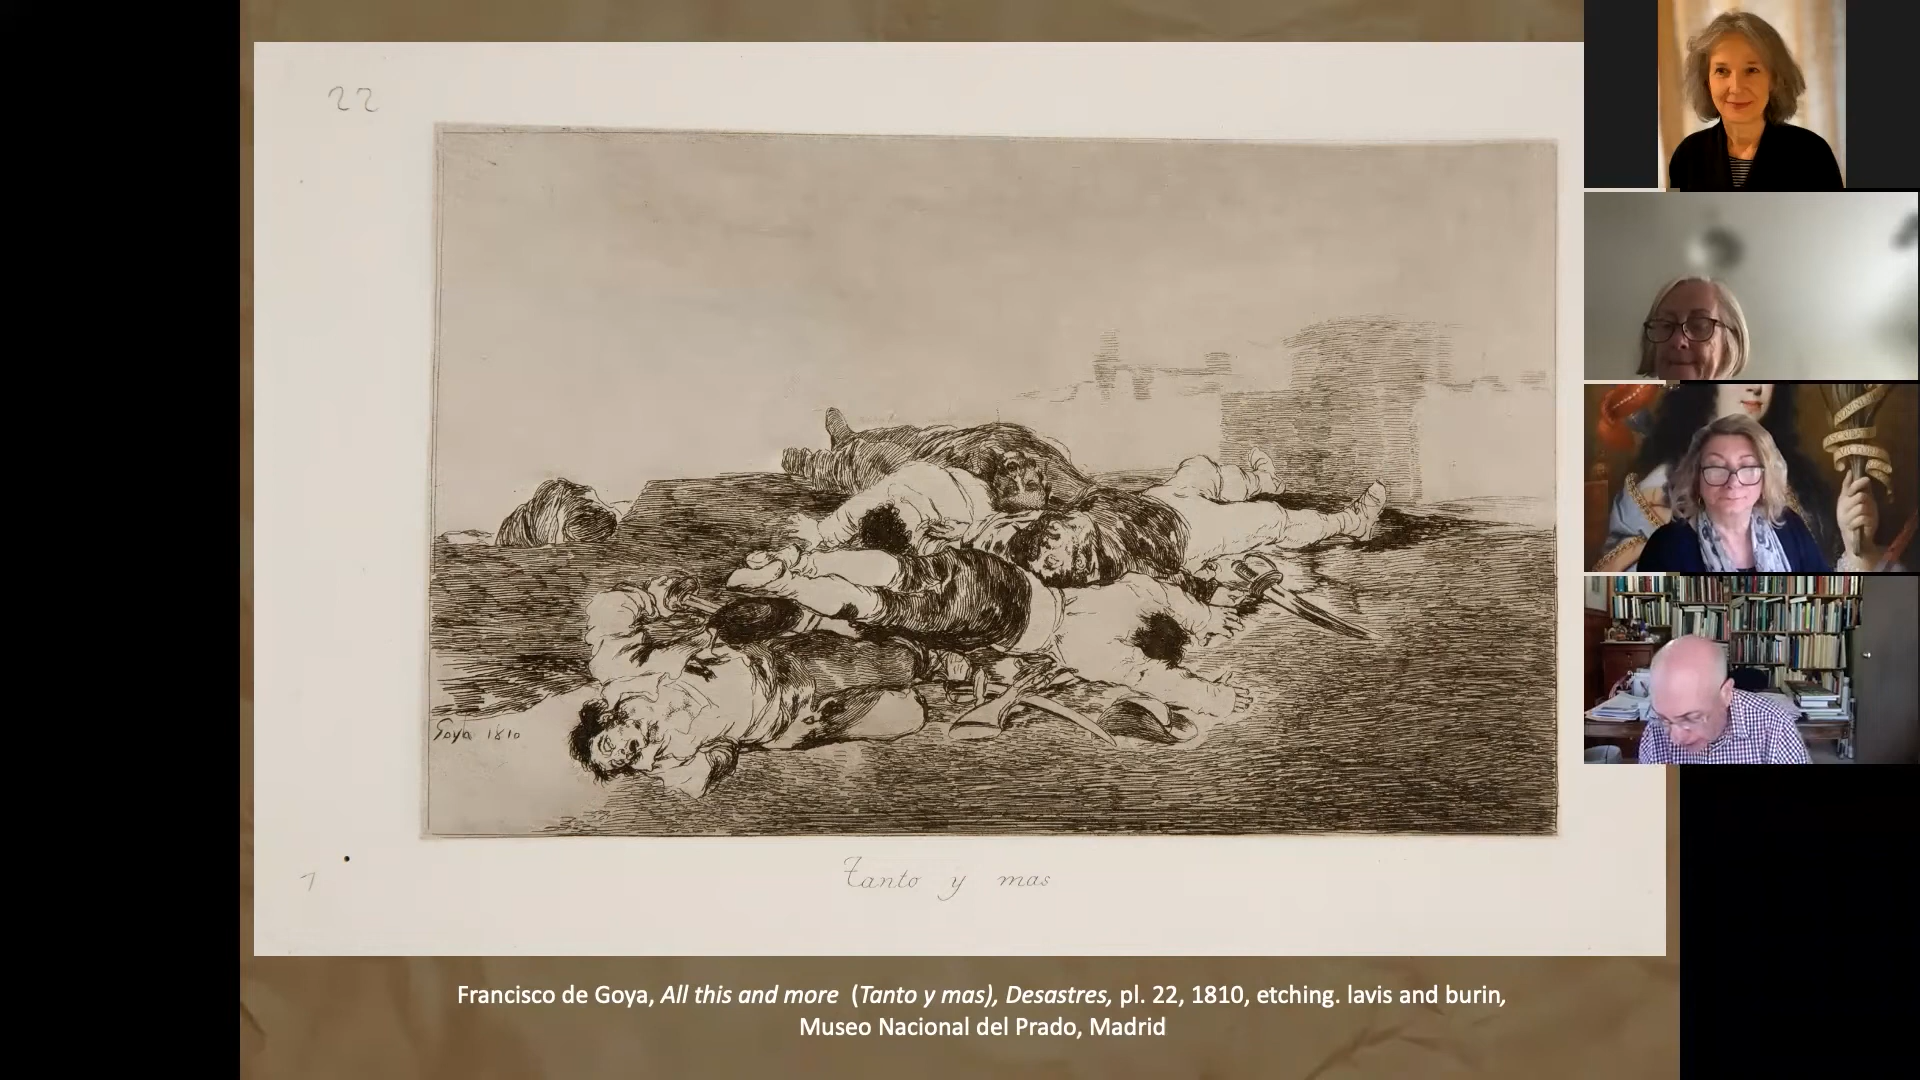 22
Goya 1810
1
Tanto y mas
Francisco de Goya, All this and more (Tanto y mas), Desastres, pl. 22, 1810, etching. lavis and burin,
Museo Nacional del Prado, Madrid